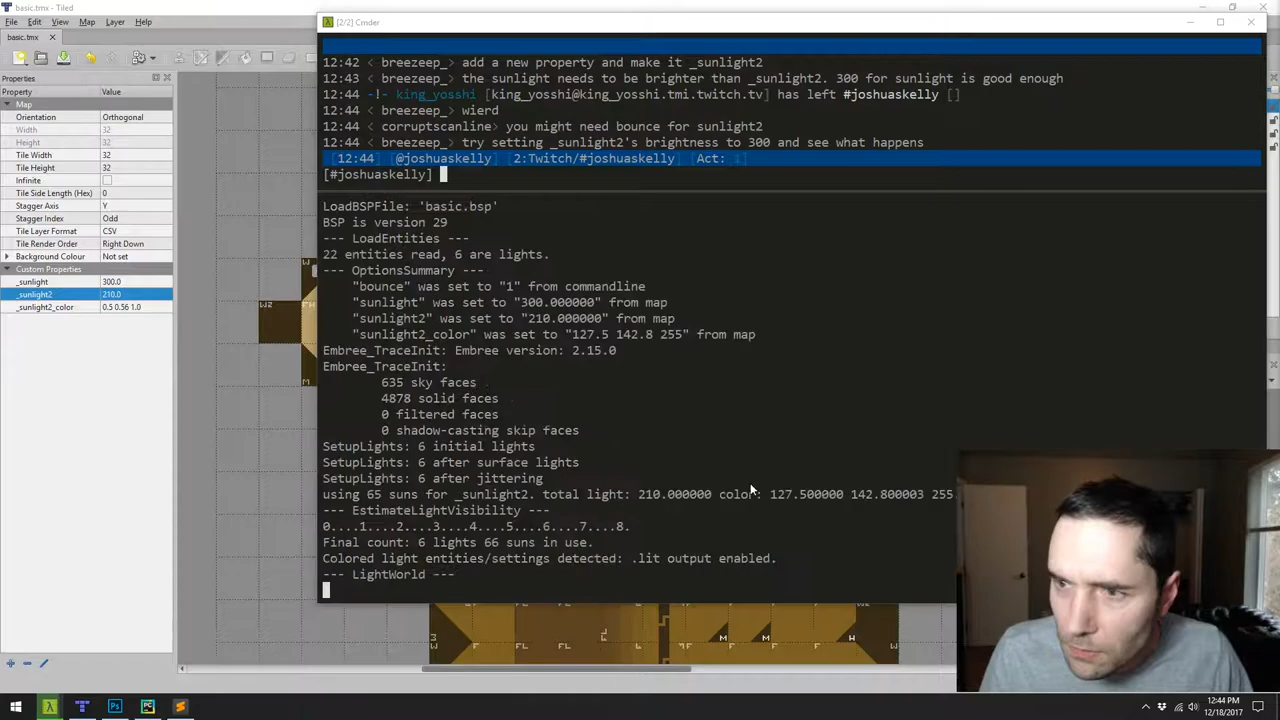 basic.tmx - Tiled
File Edit View Map Layer Help
basic.tmx
Properties
Property Value
Map
Orientation Orthogonal
Width 32
Height 32
Tile Width 32
Tile Height 32
Infinite
Tile Side Length (Hex) 0
Stagger Axis Y
Stagger Index Odd
Tile Layer Format CSV
Tile Render Order Right Down
Background Colour Not set
Custom Properties
_sunlight 300.0
_sunlight2 210.0
_sunlight2_color 0.5 0.56 1.0
[2/2] Cmder
12:42 < breezeep_> add a new property and make it _sunlight2
12:43 < breezeep_> the sunlight needs to be brighter than _sunlight2. 300 for sunlight is good enough
12:44 -!- king_yosshi [king_yosshi@king_yosshi.tmi.twitch.tv] has left #joshuaskelly []
12:44 < breezeep_> wierd
12:44 < corruptscanline> you might need bounce for sunlight2
12:44 < breezeep_> try setting _sunlight2's brightness to 300 and see what happens
[12:44] [@joshuaskelly] [2:Twitch/#joshuaskelly] [Act: 1]
[#joshuaskelly]
LoadBSPFile: 'basic.bsp'
BSP is version 29
--- LoadEntities ---
22 entities read, 6 are lights.
--- OptionsSummary ---
"bounce" was set to "1" from commandline
"sunlight" was set to "300.000000" from map
"sunlight2" was set to "210.000000" from map
"sunlight2_color" was set to "127.5 142.8 255" from map
Embree_TraceInit: Embree version: 2.15.0
Embree_TraceInit:
635 sky faces
4878 solid faces
0 filtered faces
0 shadow-casting skip faces
SetupLights: 6 initial lights
SetupLights: 6 after surface lights
SetupLights: 6 after jittering
using 65 suns for _sunlight2. total light: 210.000000 color: 127.500000 142.800003 255.
--- EstimateLightVisibility ---
0....1....2....3....4....5....6....7....8.
Final count: 6 lights 66 suns in use.
Colored light entities/settings detected: .lit output enabled.
--- LightWorld ---
WZ
M
W F FL FL F F M M W
W F FL F F F F W
12:44 PM
12/18/2017